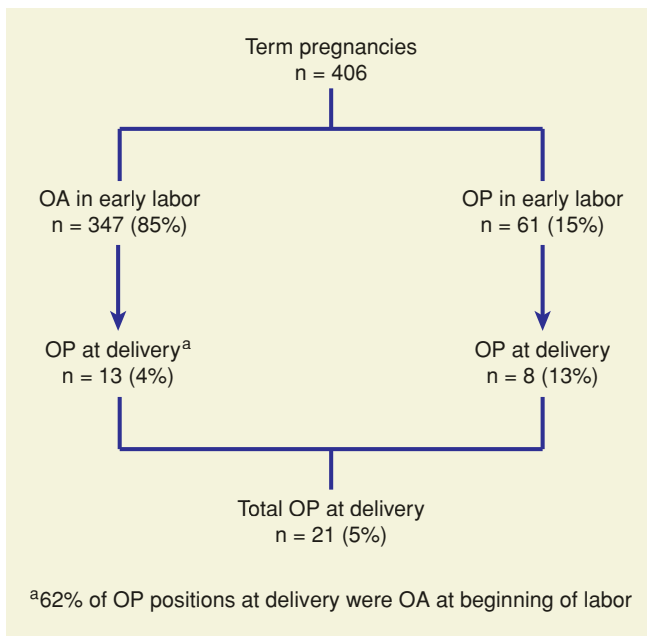 Term pregnancies
n = 406
OA in early labor
n = 347 (85%)
OP in early labor
n = 61 (15%)
OP at deliveryᵃ
n = 13 (4%)
OP at delivery
n = 8 (13%)
Total OP at delivery
n = 21 (5%)
ᵃ62% of OP positions at delivery were OA at beginning of labor